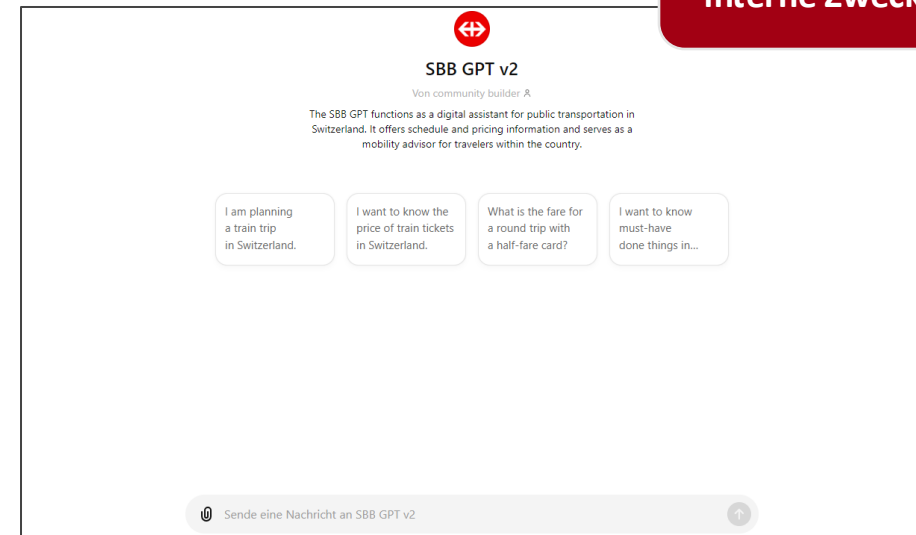 Interne Zweck
SBB GPT v2
Von community builder
The SBB GPT functions as a digital assistant for public transportation in
Switzerland. It offers schedule and pricing information and serves as a
mobility advisor for travelers within the country.
I am planning
a train trip
in Switzerland.
I want to know the
price of train tickets
in Switzerland.
What is the fare for
a round trip with
a half-fare card?
I want to know
must-have
done things in...
Sende eine Nachricht an SBB GPT v2